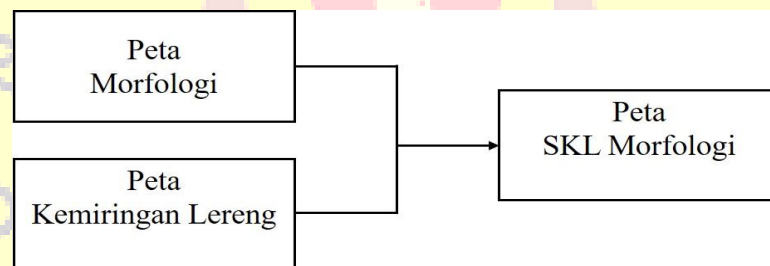 Peta
Morfologi
Peta
SKL Morfologi
Peta
Kemiringan Lereng